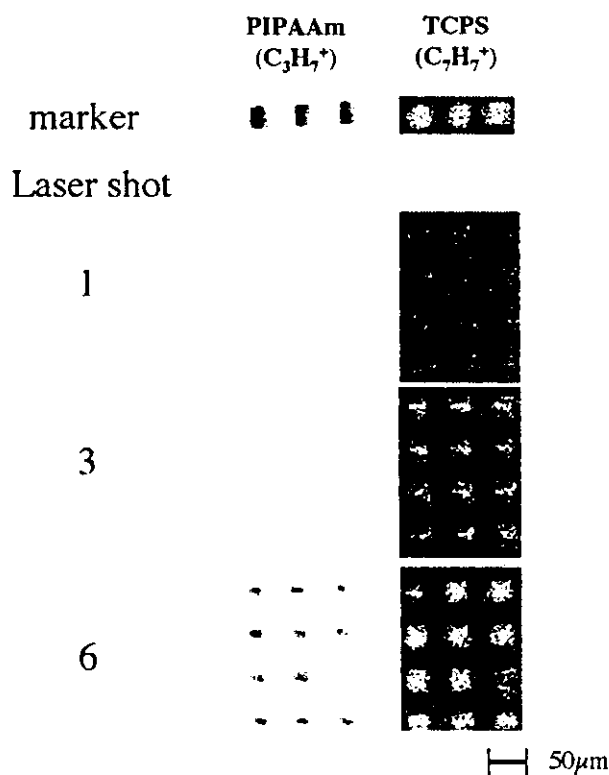 PIPAAm TCPS
(C₃H₇⁺) (C₇H₇⁺)
marker
Laser shot
1
3
6
50μm